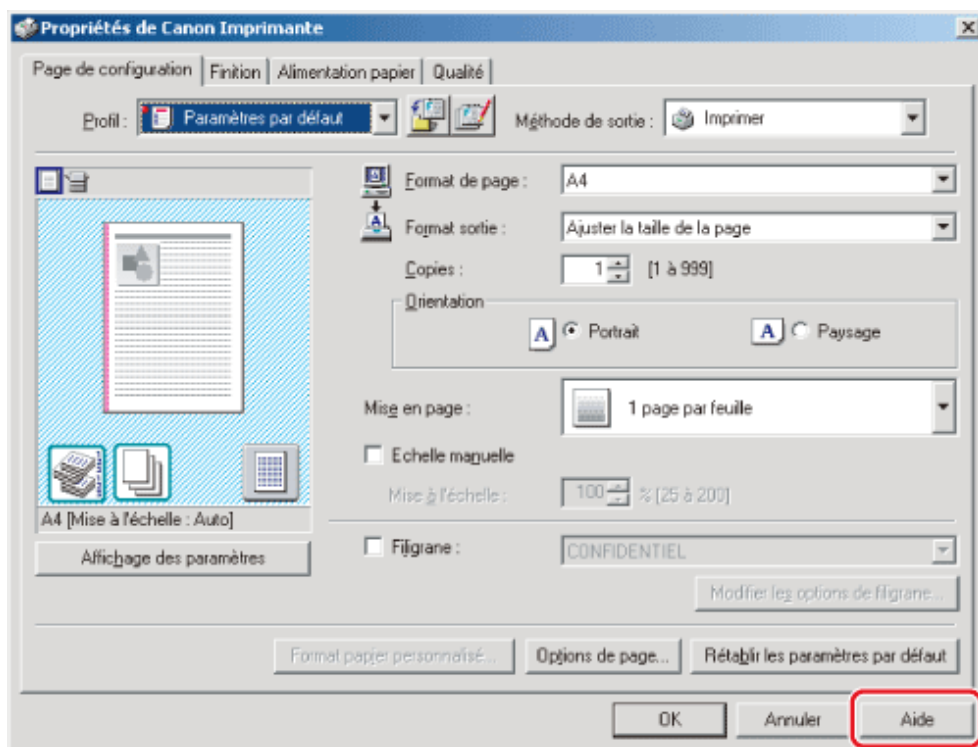 Propriétés de Canon Imprimante
Page de configuration Finition Alimentation papier Qualité
Profil : Paramètres par défaut Méthode de sortie : Imprimer
Format de page : A4
Format sortie : Ajuster la taille de la page
Copies : 1 [1 à 999]
Orientation
A Portrait A Paysage
Mise en page : 1 page par feuille
Echelle manuelle
Mise à l'échelle : 100 % [25 à 200]
A4 [Mise à l'échelle : Auto]
Affichage des paramètres
Filigrane : CONFIDENTIEL
Modifier les options de filigrane...
Format papier personnalisé... Options de page... Rétablir les paramètres par défaut
OK Annuler Aide